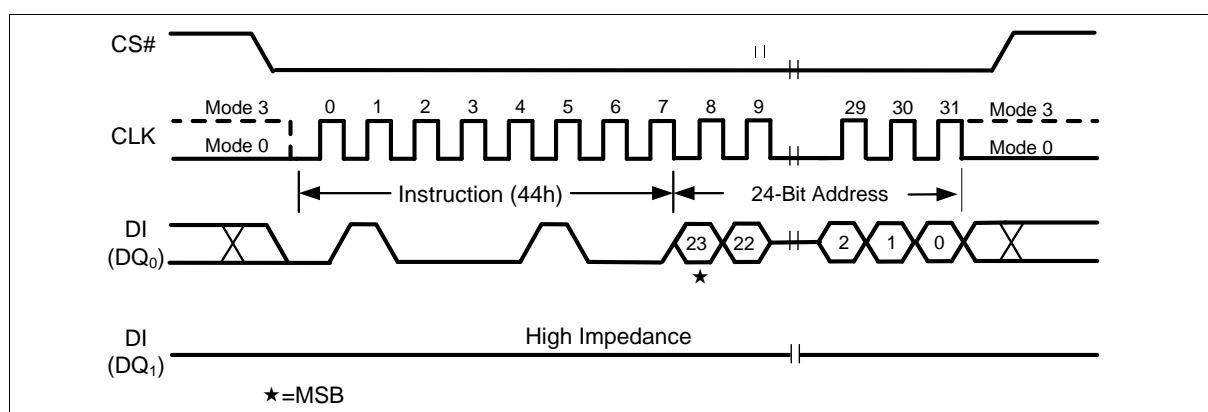 CS#
CLK
Mode 3
Mode 0
0 1 2 3 4 5 6 7 8 9 29 30 31
Mode 3
Mode 0
Instruction (44h)
24-Bit Address
DI
(DQ0)
23 22 2 1 0
★
DI
(DQ1)
High Impedance
★=MSB